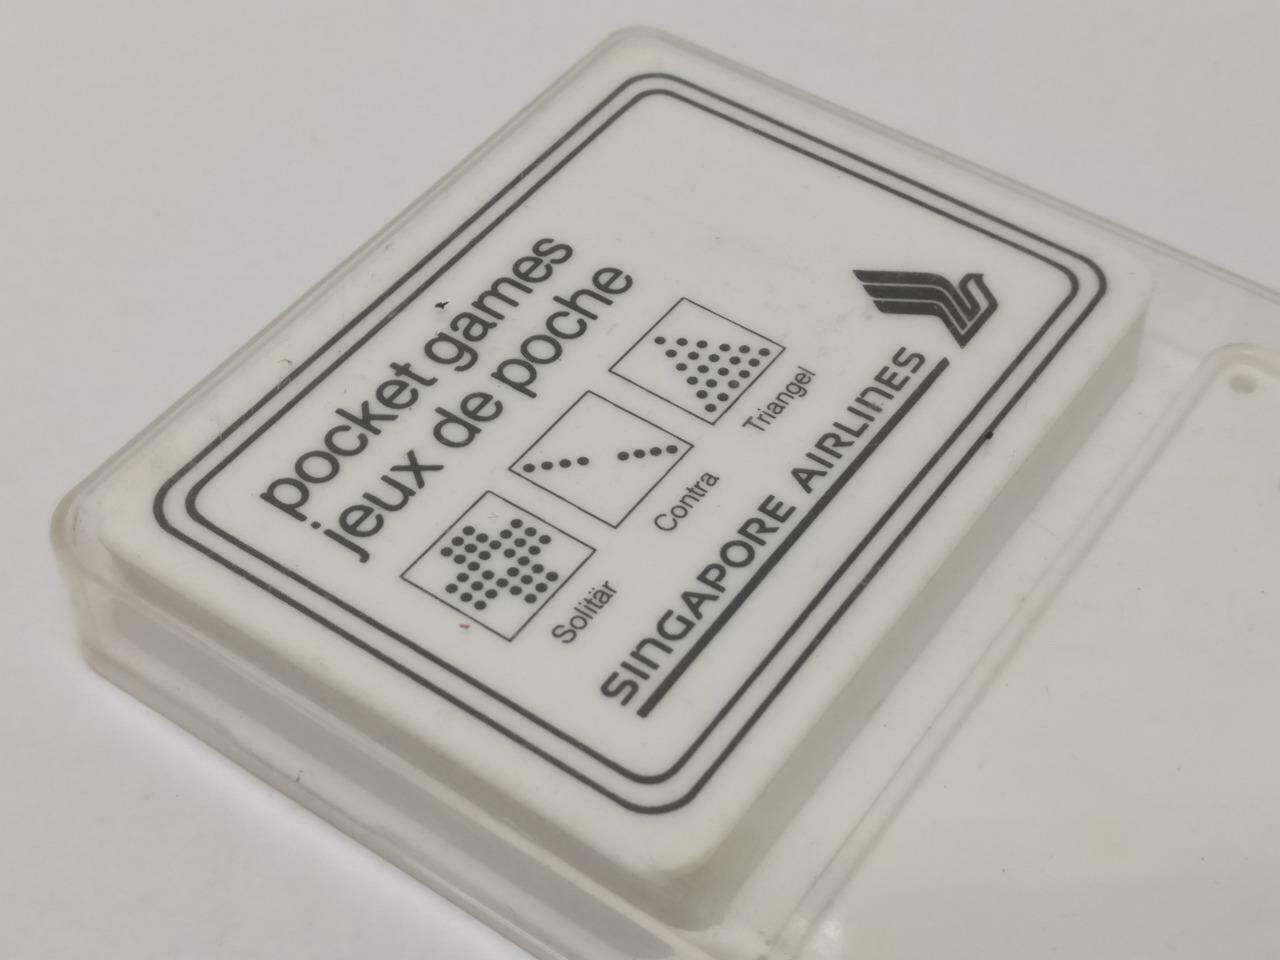 pocket games
jeux de poche
Solitär
Contra
Triangel
SINGAPORE AIRLINES